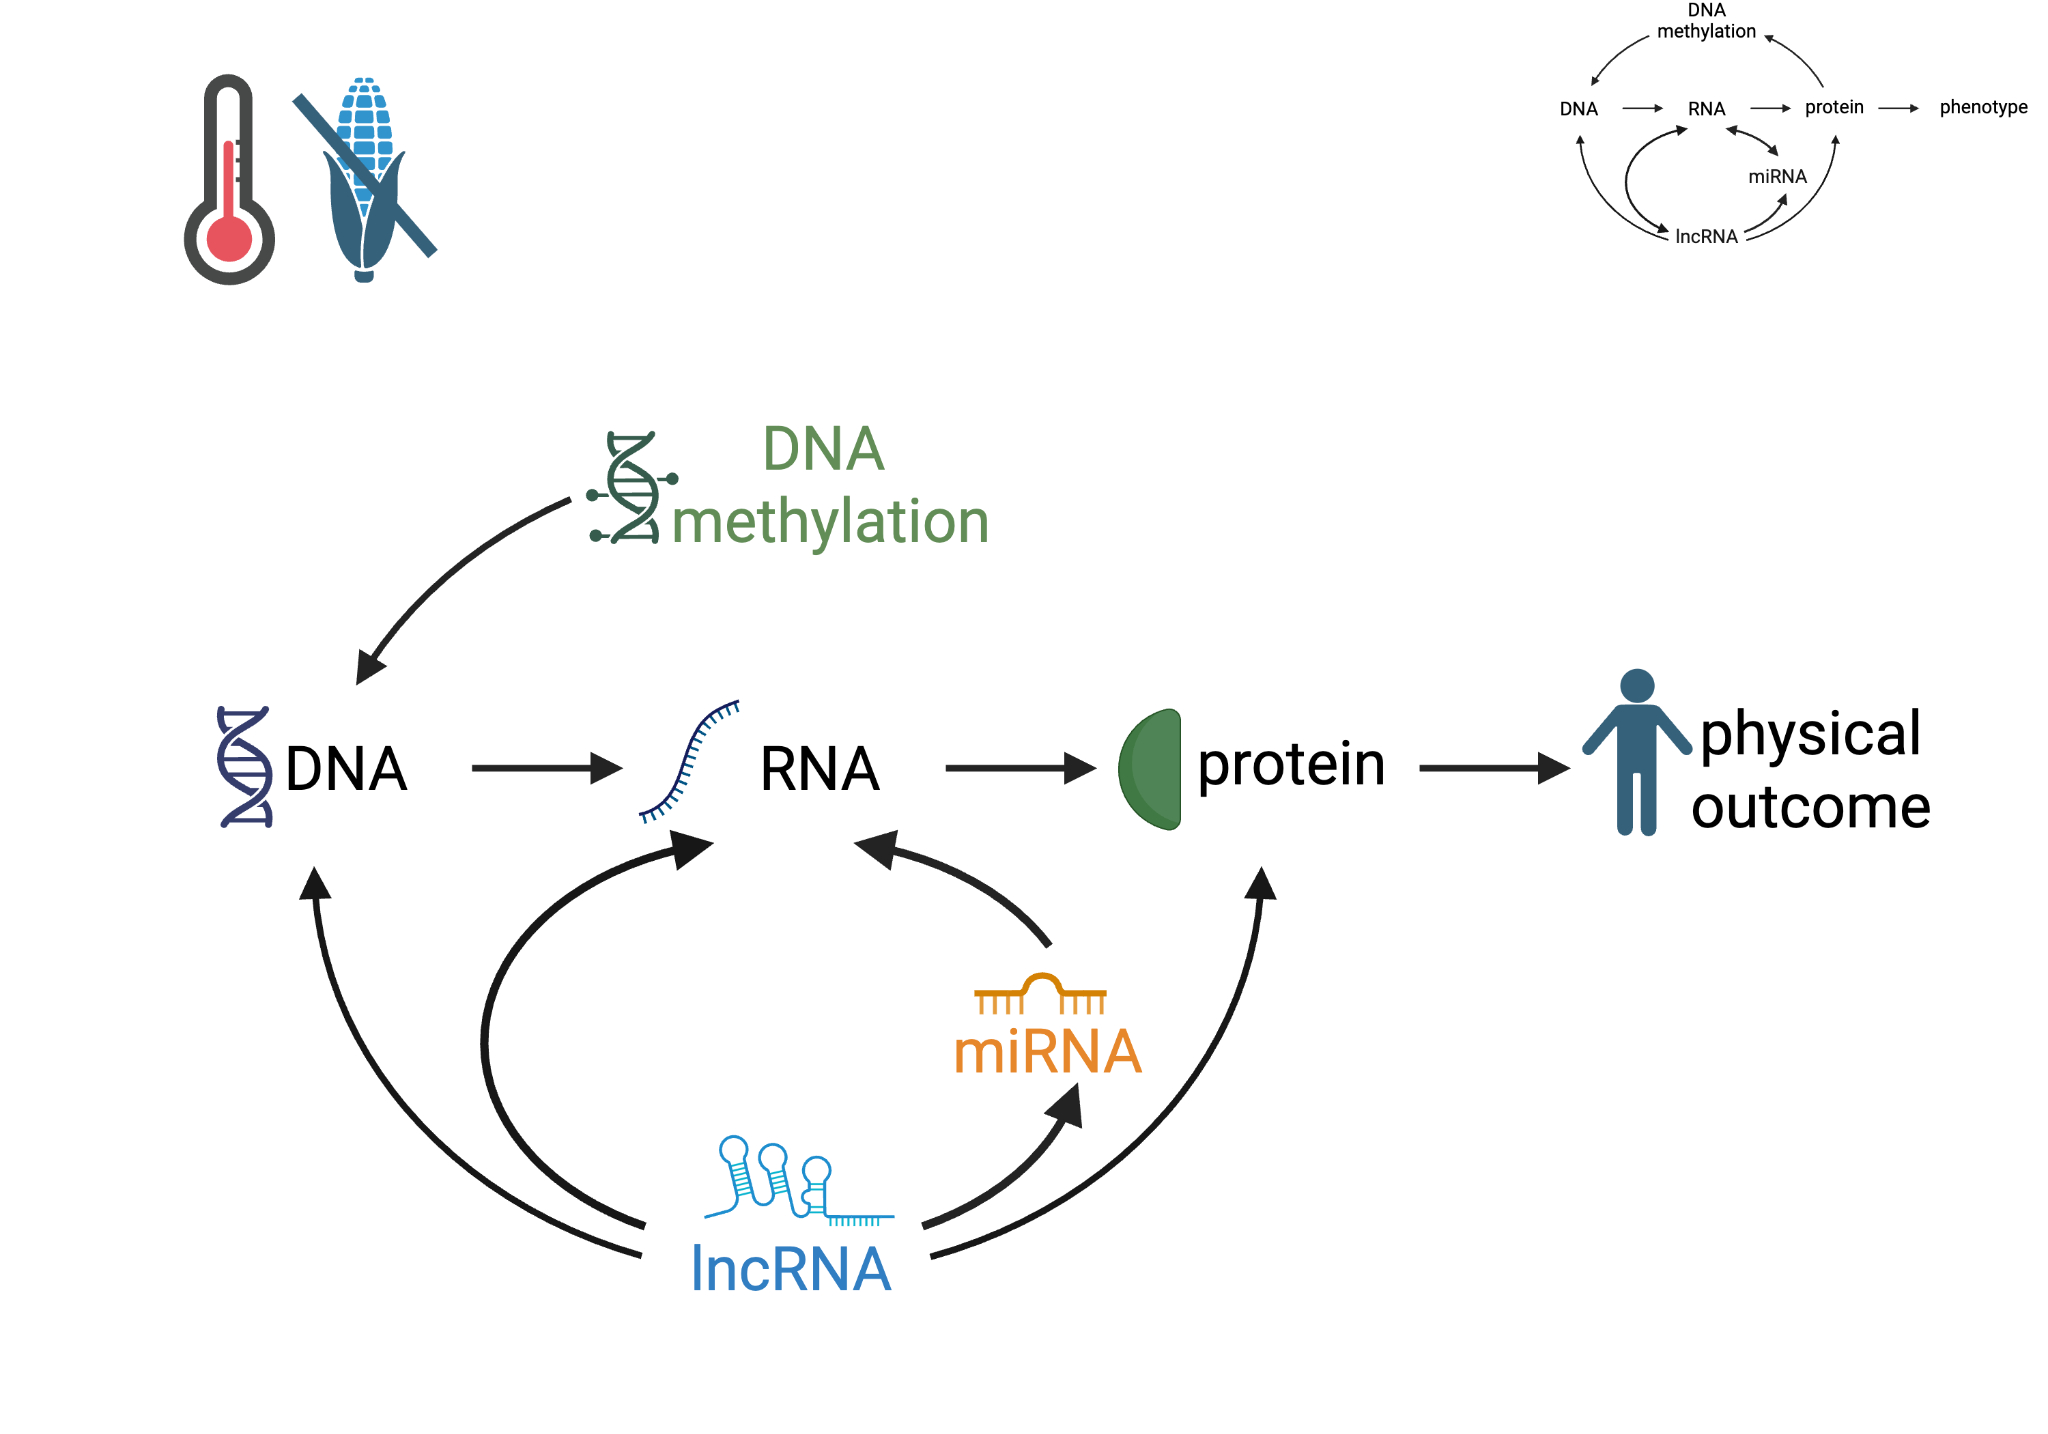 DNA
methylation
DNA
RNA
protein
phenotype
miRNA
lncRNA
DNA
methylation
DNA
RNA
protein
physical
outcome
miRNA
lncRNA